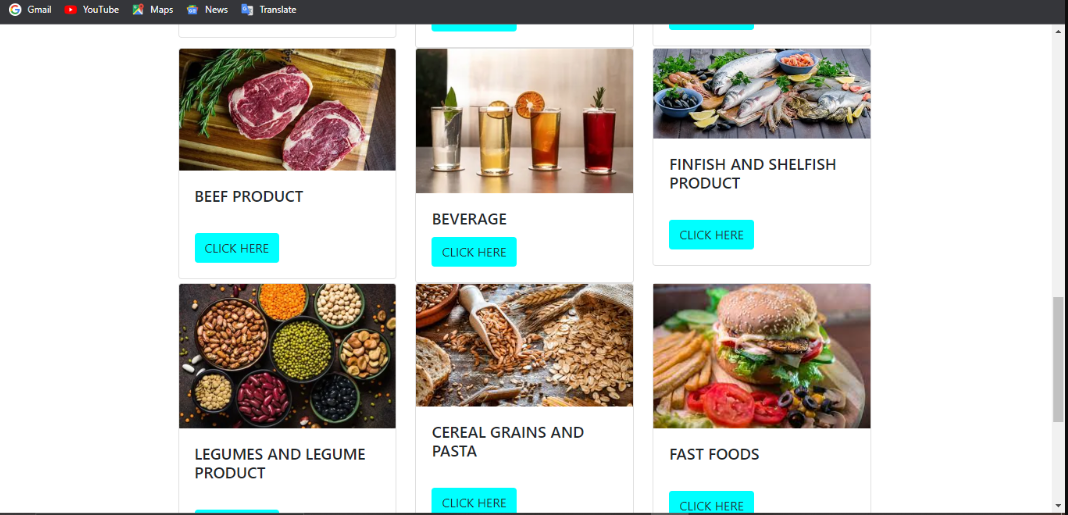 Gmail YouTube Maps News Translate
BEEF PRODUCT
CLICK HERE
BEVERAGE
CLICK HERE
FINFISH AND SHELFISH
PRODUCT
CLICK HERE
LEGUMES AND LEGUME
PRODUCT
CEREAL GRAINS AND
PASTA
CLICK HERE
FAST FOODS
CLICK HERE